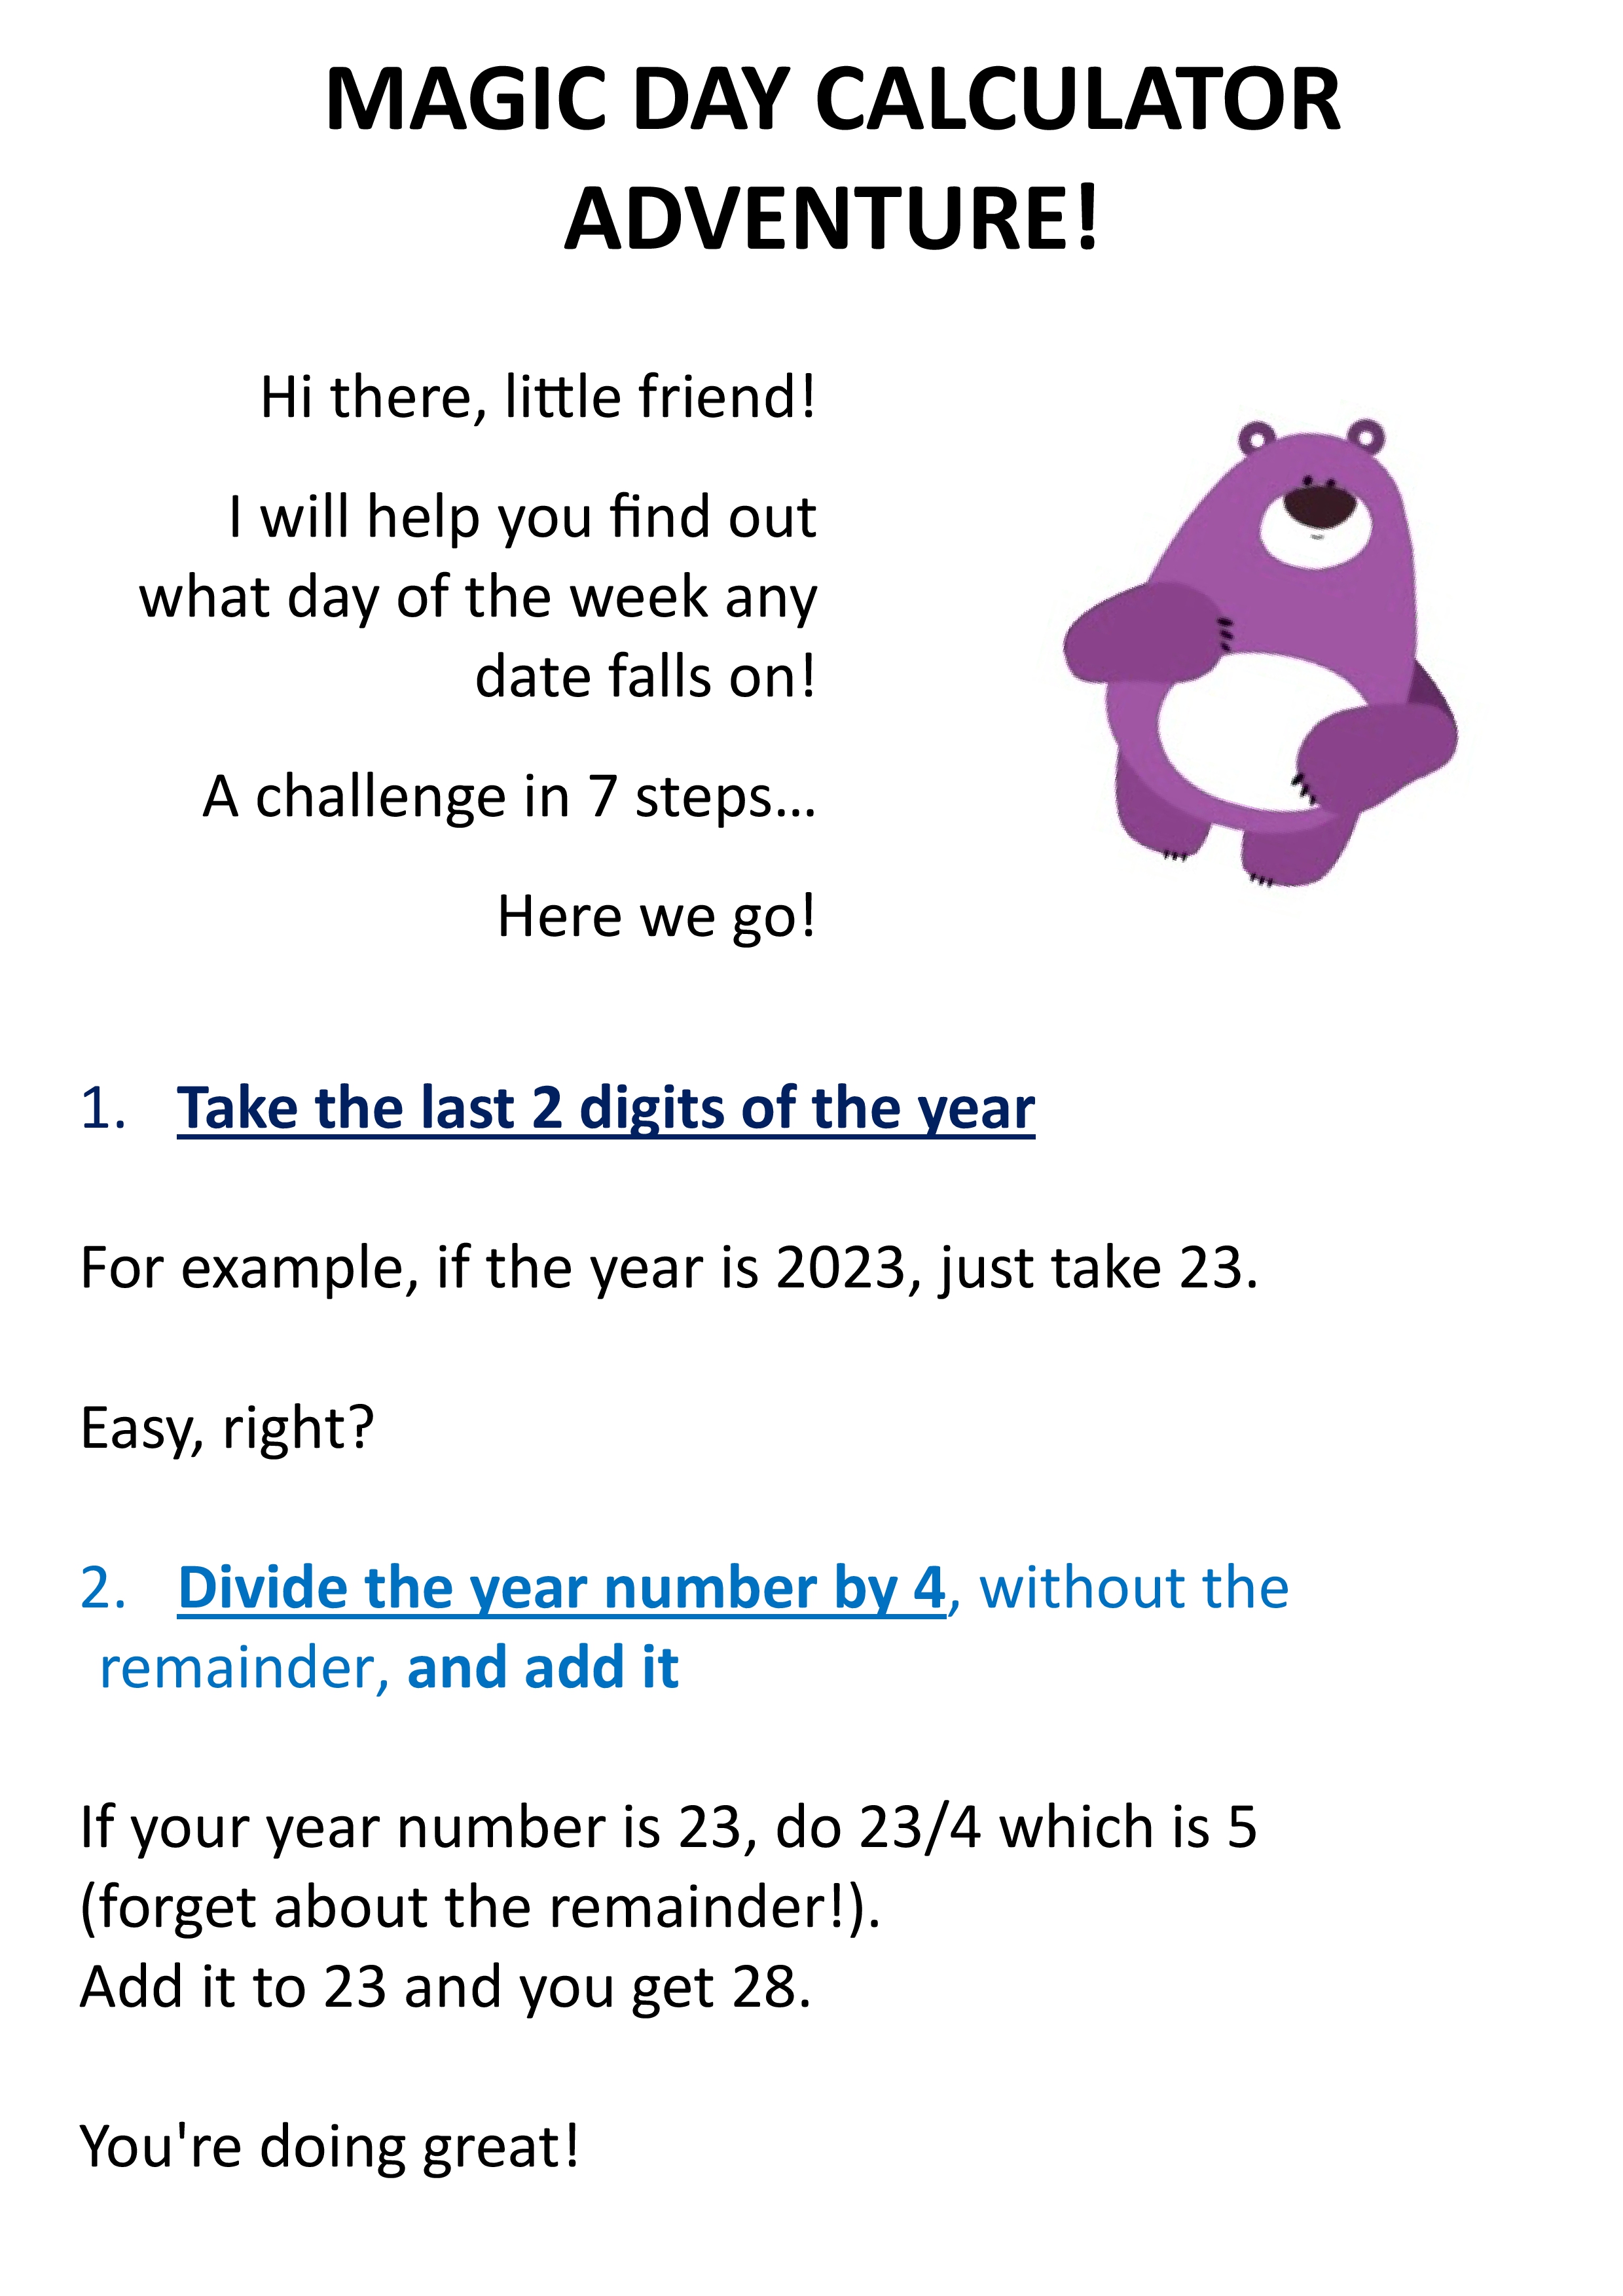 MAGIC DAY CALCULATOR
ADVENTURE!
Hi there, little friend!
I will help you find out
what day of the week any
date falls on!
A challenge in 7 steps...
Here we go!
1. Take the last 2 digits of the year
For example, if the year is 2023, just take 23.
Easy, right?
2. Divide the year number by 4, without the
remainder, and add it
If your year number is 23, do 23/4 which is 5
(forget about the remainder!).
Add it to 23 and you get 28.
You're doing great!